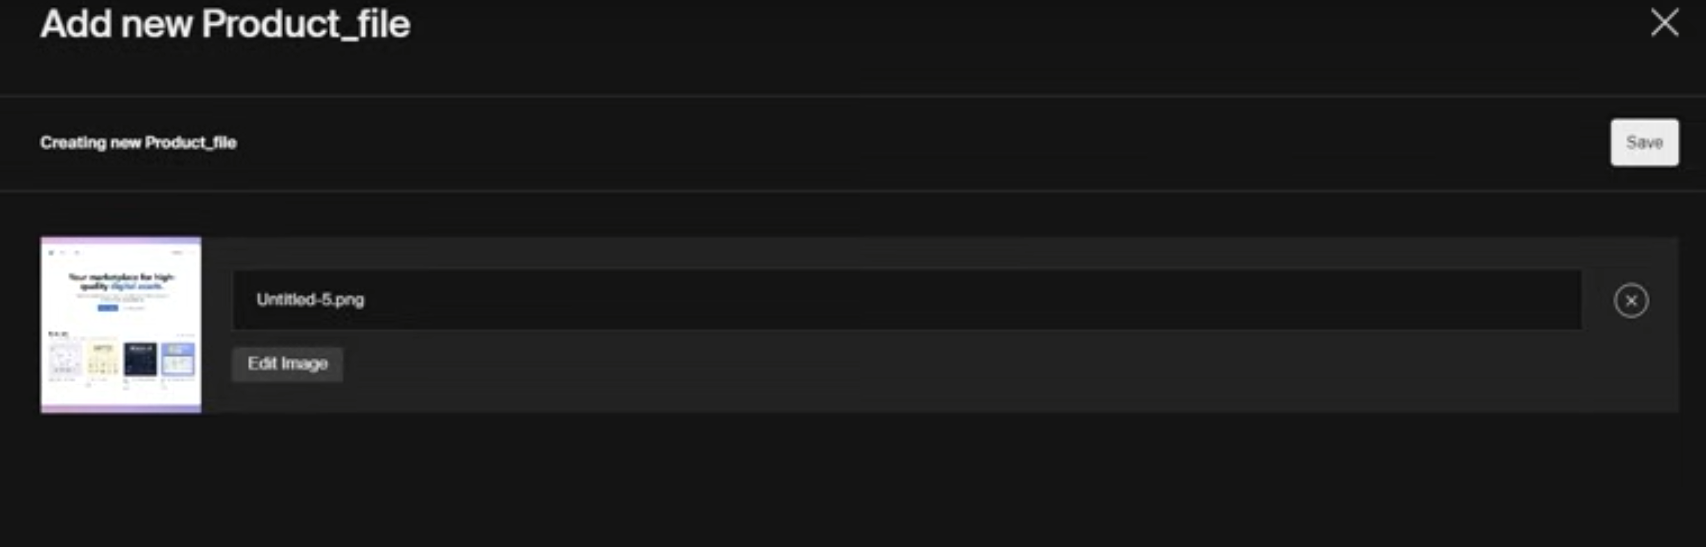 Add new Product_file
Creating new Product_file
Save
Your marketplace for high-
quality digital assets.
Untitled-5.png
Edit Image